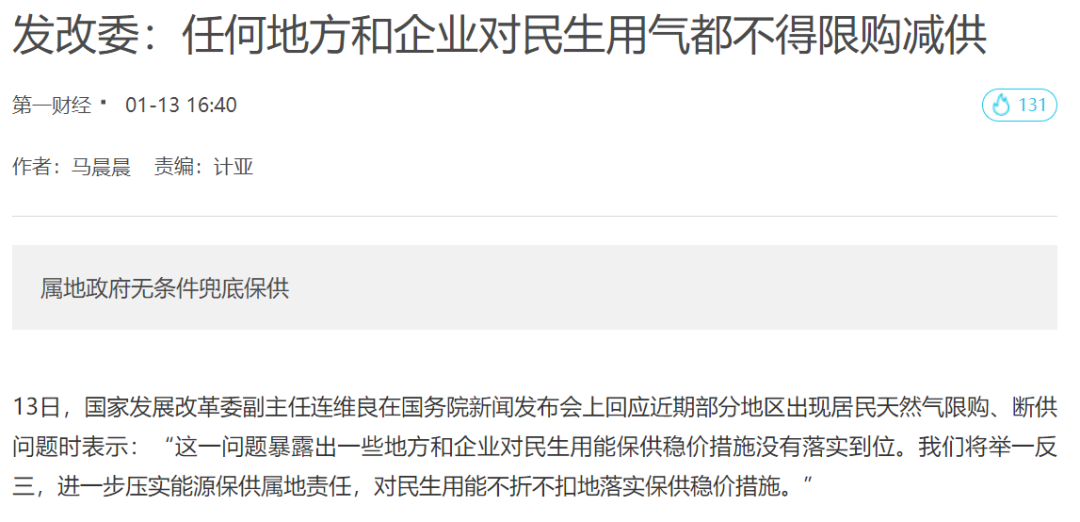 发改委：任何地方和企业对民生用气都不得限购减供
第一财经 · 01-13 16:40
131
作者：马晨晨 责编：计亚
属地政府无条件兜底保供
13日，国家发展改革委副主任连维良在国务院新闻发布会上回应近期部分地区出现居民天然气限购、断供
问题时表示：“这一问题暴露出一些地方和企业对民生用能保供稳价措施没有落实到位。我们将举一反
三，进一步压实能源保供属地责任，对民生用能不折不扣地落实保供稳价措施。”